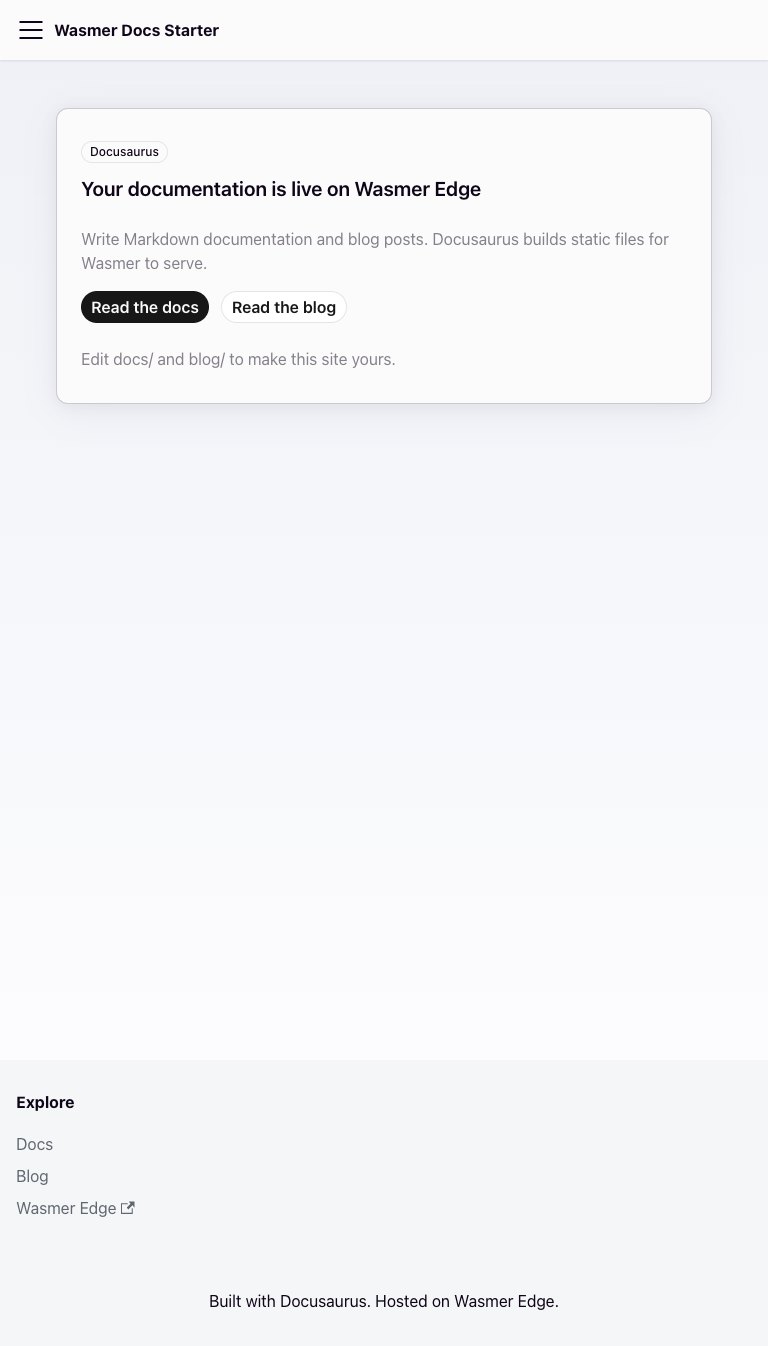 Wasmer Docs Starter
Docusaurus
Your documentation is live on Wasmer Edge
Write Markdown documentation and blog posts. Docusaurus builds static files for
Wasmer to serve.
Read the docs
Read the blog
Edit docs/ and blog/ to make this site yours.
Explore
Docs
Blog
Wasmer Edge
Built with Docusaurus. Hosted on Wasmer Edge.